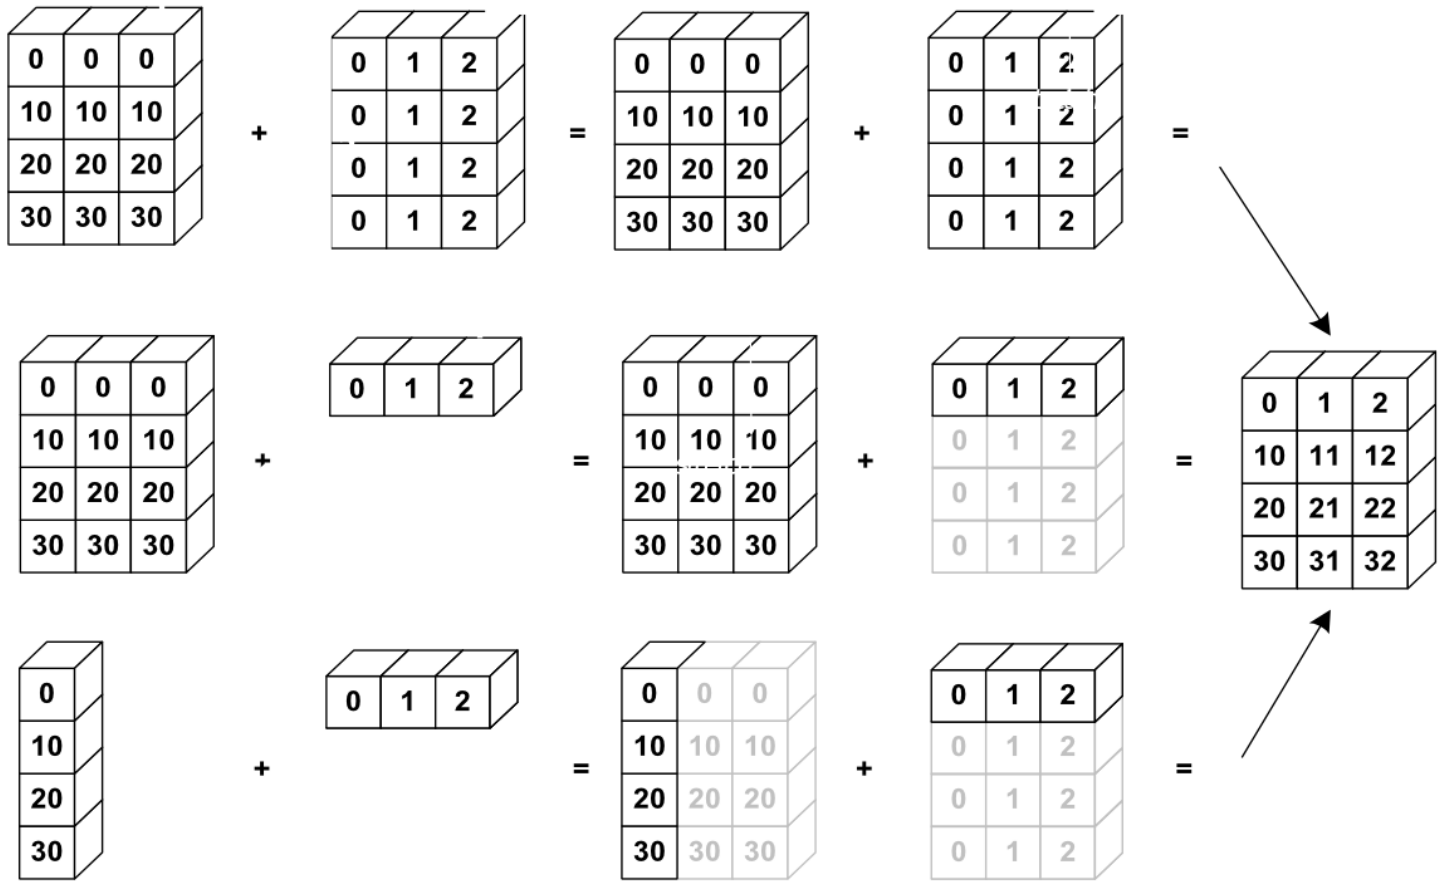 0 0 0 0 1 2 0 0 0 0 1 2
10 10 10 0 1 2 10 10 10 0 1 2
+ = + =
20 20 20 0 1 2 20 20 20 0 1 2
30 30 30 0 1 2 30 30 30 0 1 2
0 0 0 0 1 2 0 0 0 0 1 2
0 1 2
10 10 10 10 10 10 0 1 2
10 11 12
+ = + =
20 20 20 20 20 20 0 1 2
20 21 22
30 30 30 30 30 30 0 1 2
30 31 32
0 0 1 2 0 0 0 0 1 2
10 10 10 10 0 1 2
+ = + =
20 20 20 20 0 1 2
30 30 30 30 0 1 2